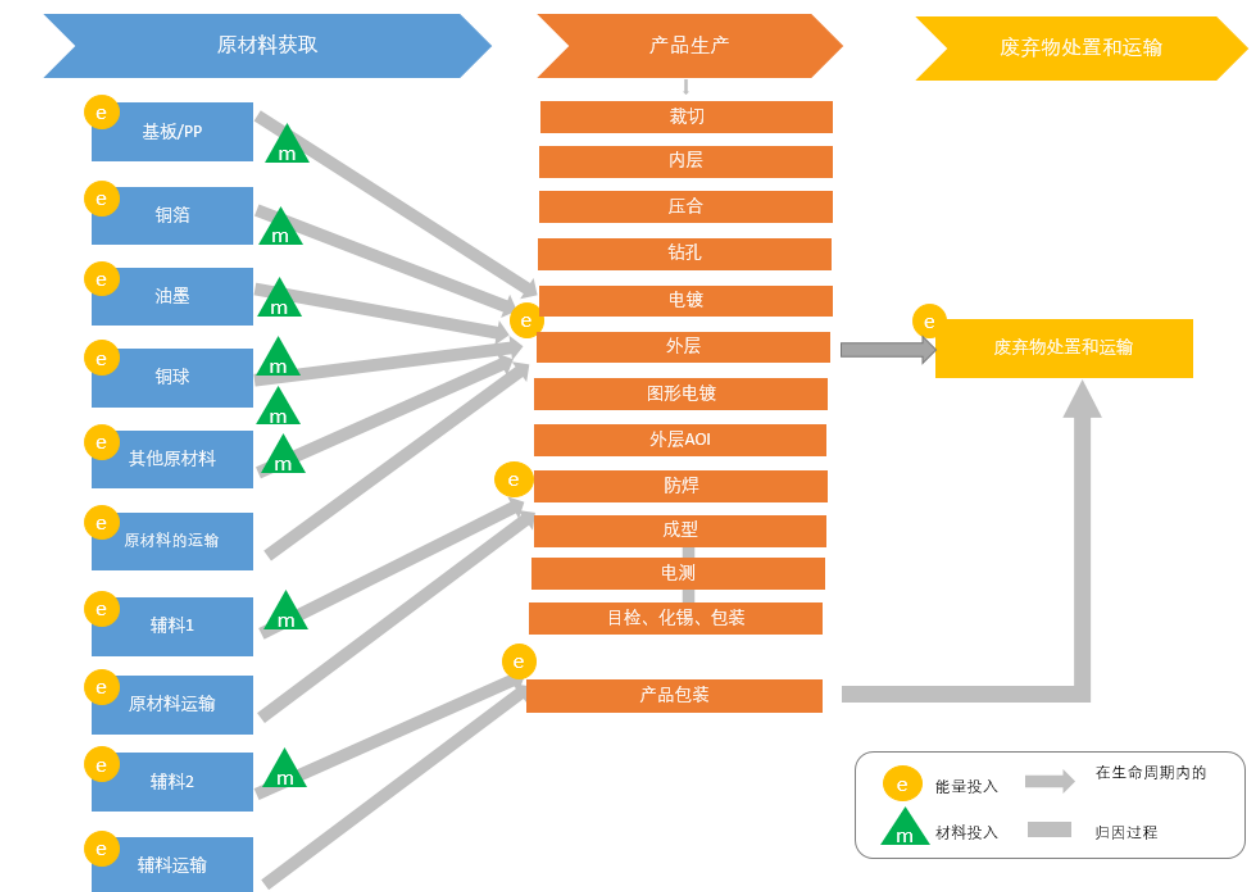 原材料获取
产品生产
废弃物处置和运输
e
基板/PP
m
e
铜箔
m
e
油墨
m
e
铜球
m
m
e
其他原材料
m
e
原材料的运输
e
辅料1
m
e
原材料运输
e
辅料2
m
e
辅料运输
裁切
内层
压合
钻孔
电镀
e
外层
图形电镀
外层AOI
e
防焊
成型
电测
目检、化锡、包装
e
产品包装
e
废弃物处置和运输
e
能量投入
在生命周期内的
m
材料投入
归因过程